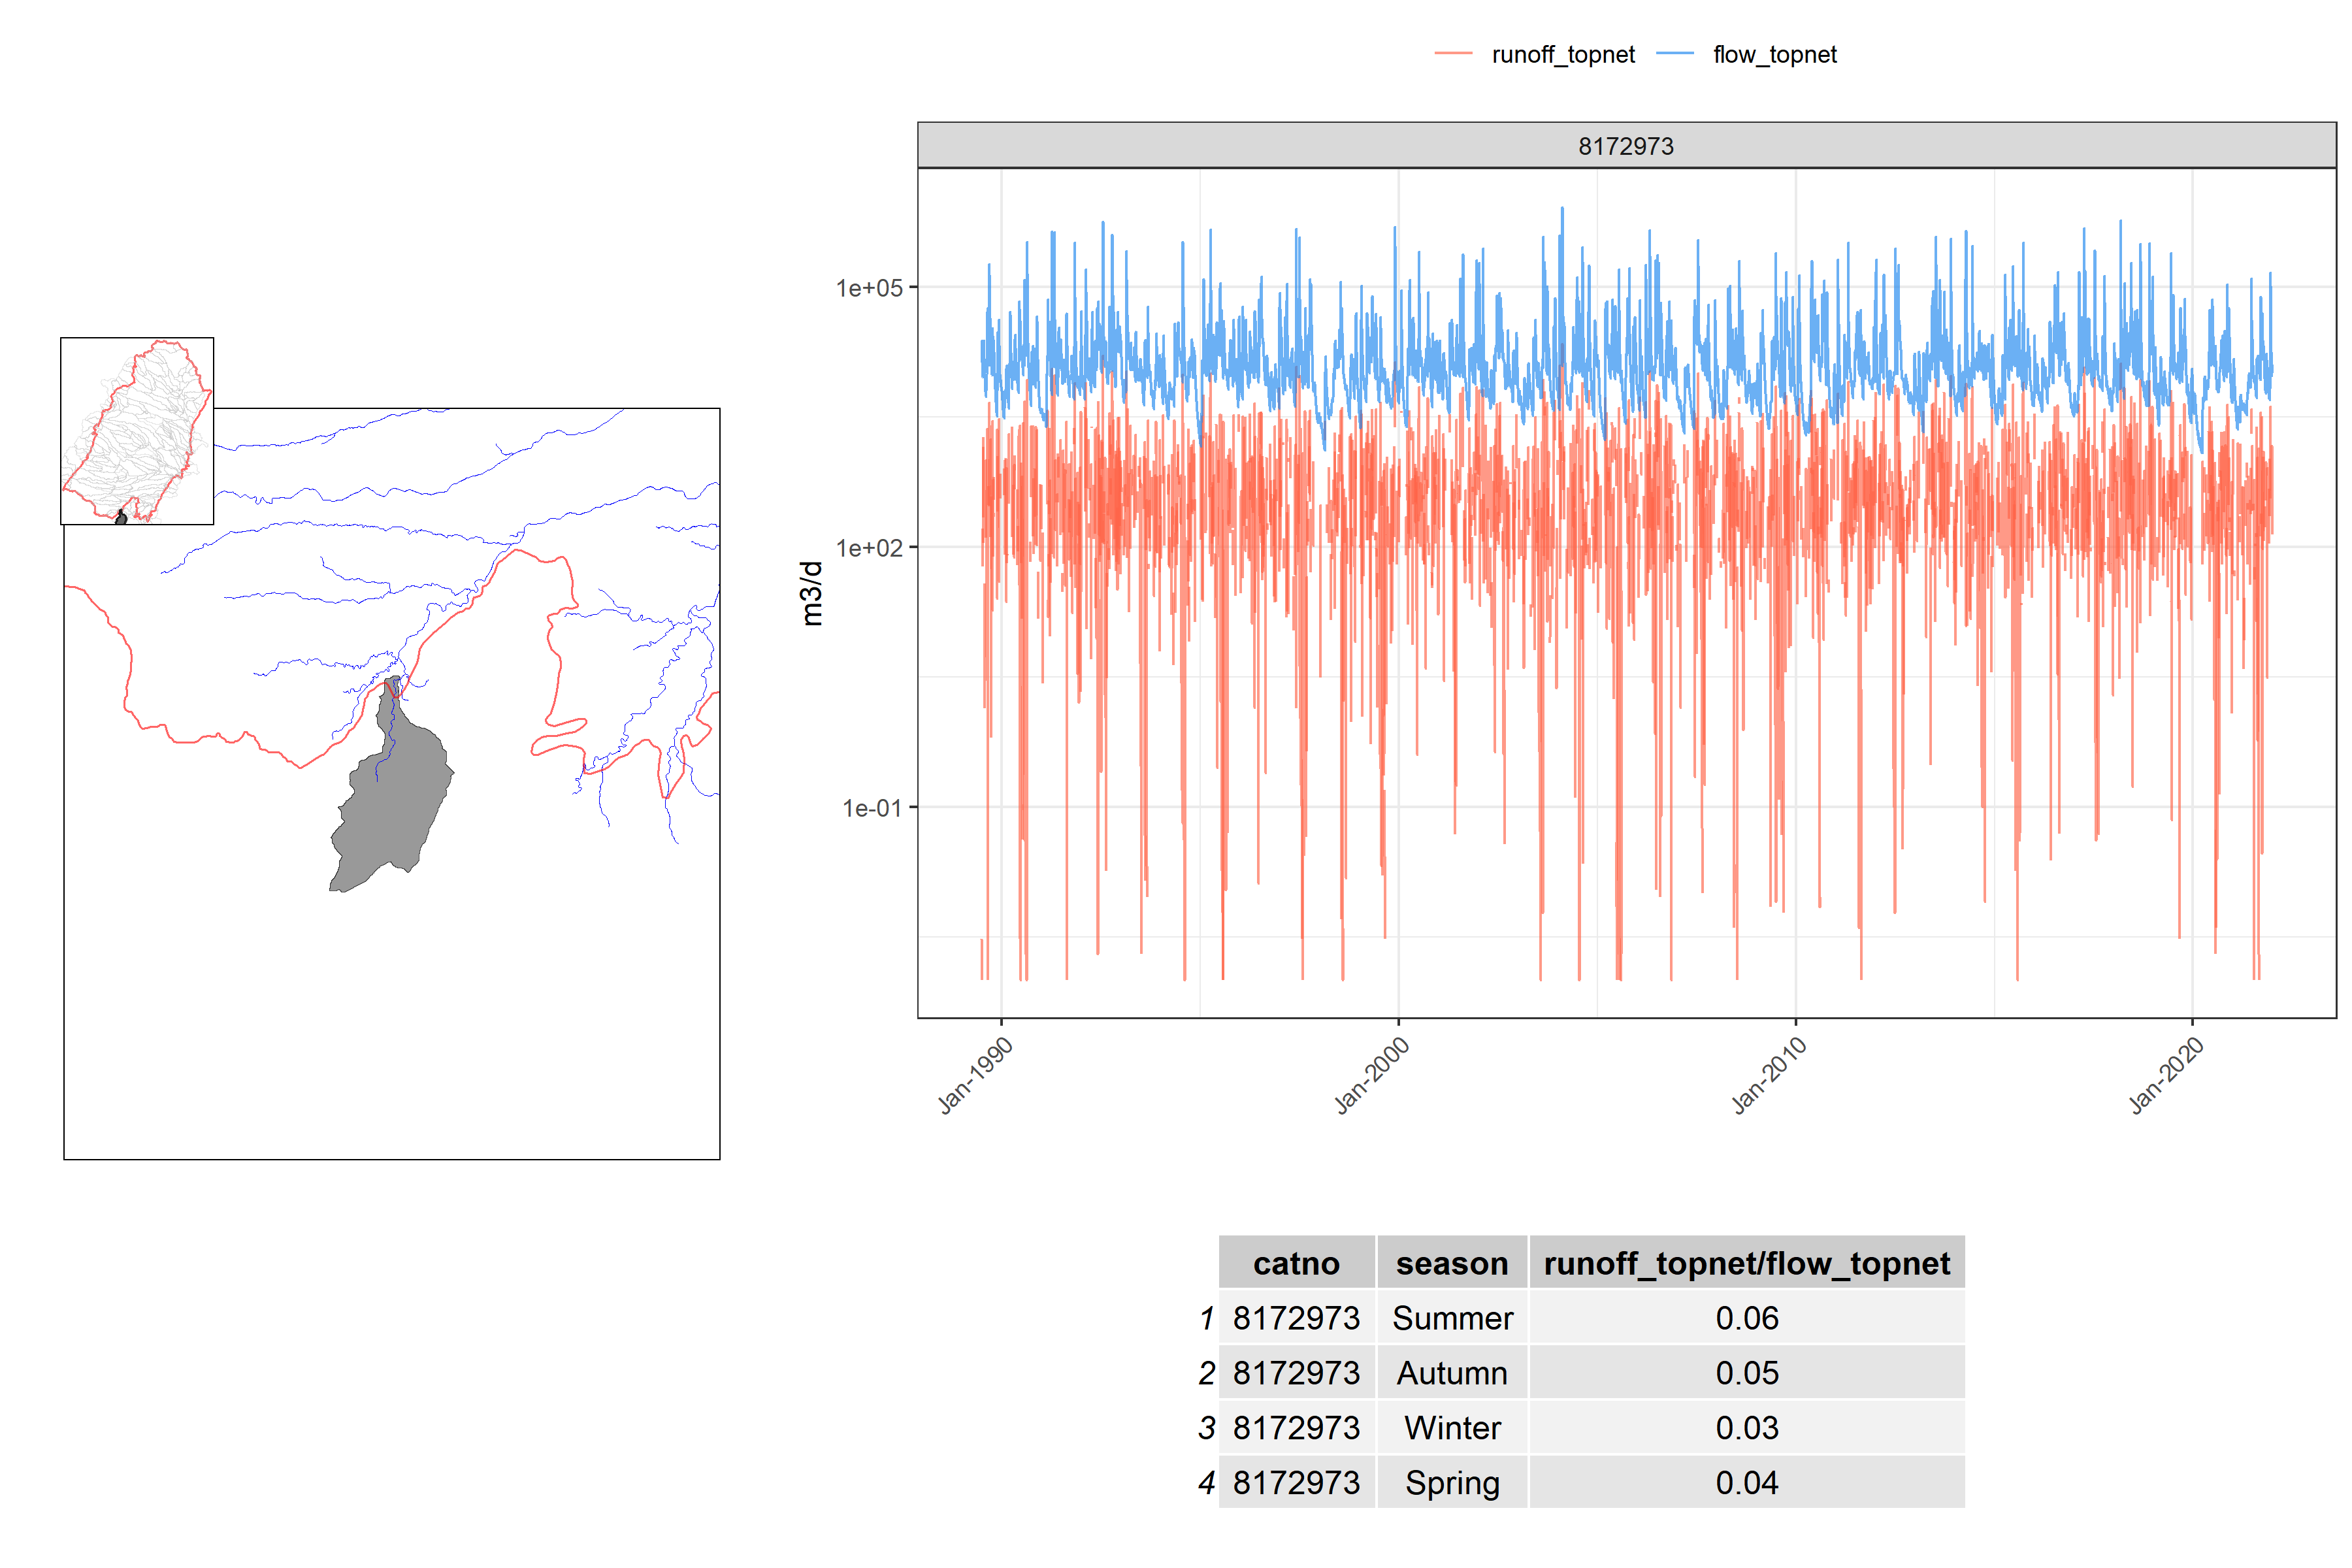 runoff_topnet flow_topnet
8172973
1e+05
1e+02
1e-01
m3/d
Jan-1990 Jan-2000 Jan-2010 Jan-2020
catno season runoff_topnet/flow_topnet
1 8172973 Summer 0.06
2 8172973 Autumn 0.05
3 8172973 Winter 0.03
4 8172973 Spring 0.04